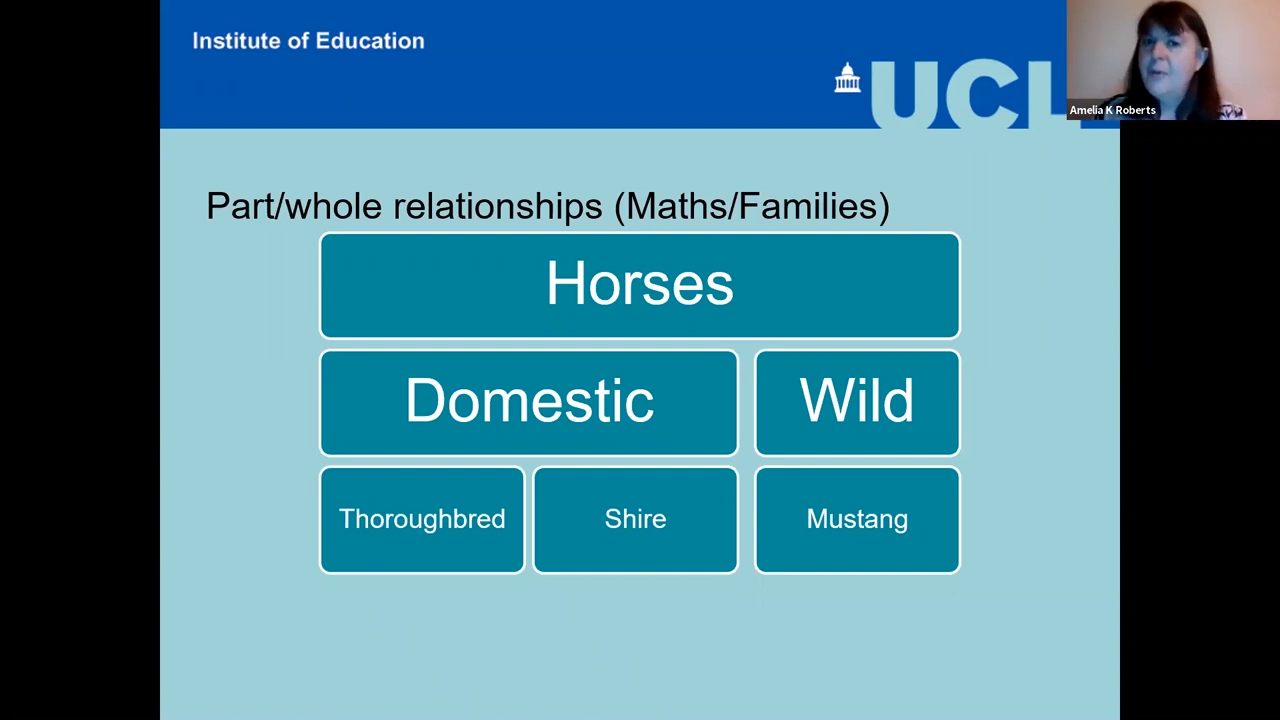 Institute of Education
UCL
Amelia K Roberts
Part/whole relationships (Maths/Families)
Horses
Domestic
Wild
Thoroughbred
Shire
Mustang